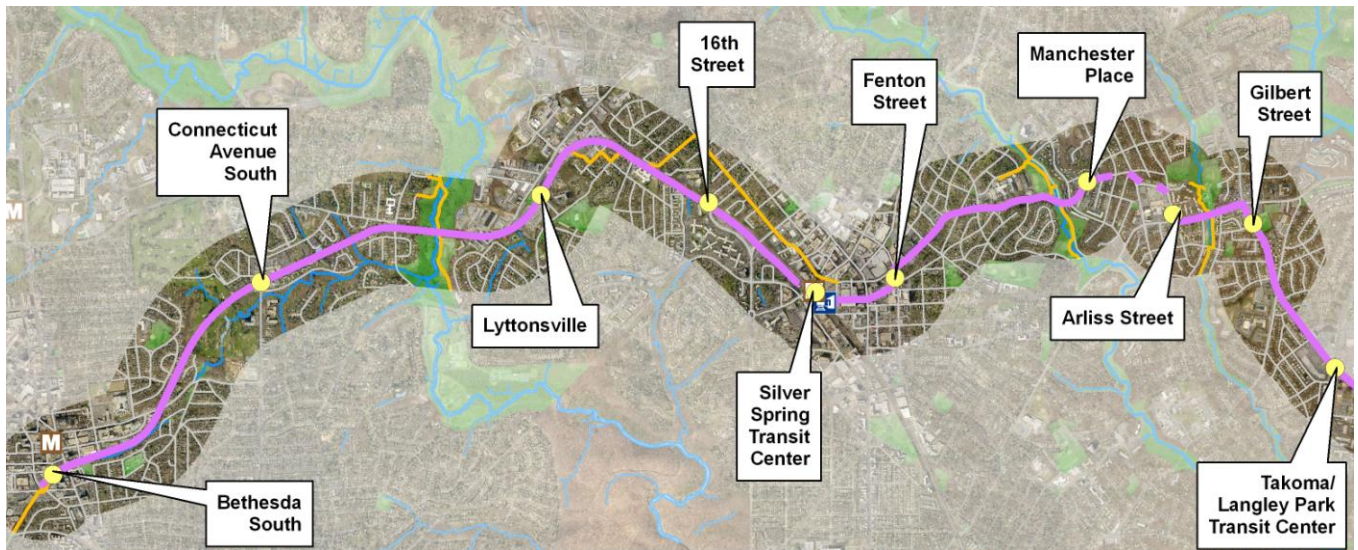 16th
Street
Manchester
Place
Fenton
Street
Gilbert
Street
Connecticut
Avenue
South
M
Lyttonsville
Arliss Street
Silver
Spring
Transit
Center
M
Bethesda
South
Takoma/
Langley Park
Transit Center